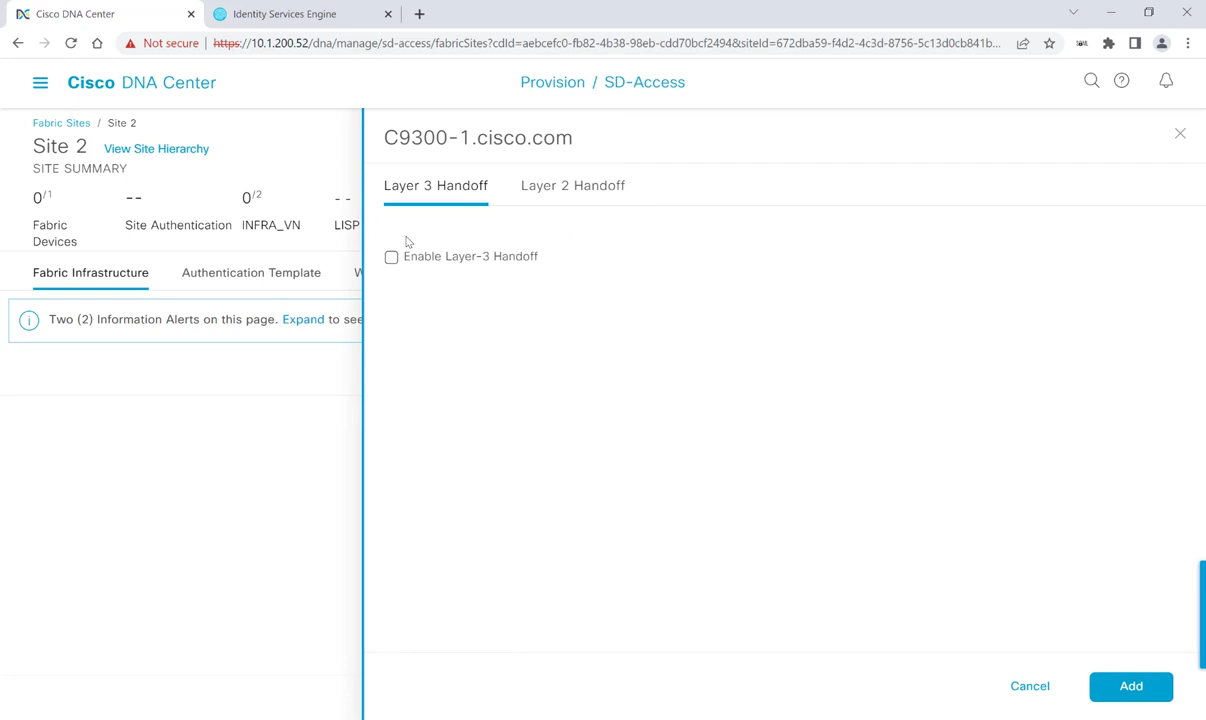 Cisco DNA Center
Identity Services Engine
Not secure
https://10.1.200.52/dna/manage/sd-access/fabricSites?cdId=aebcefc0-fb82-4b38-98eb-cdd70bcf2494&siteId=672dba59-f4d2-4c3d-8756-5c13d0cb841b...
Cisco DNA Center
Provision / SD-Access
Fabric Sites / Site 2
Site 2 View Site Hierarchy
SITE SUMMARY
0/1 -- 0/2 --
Fabric Devices
Site Authentication
INFRA_VN
LISP
Fabric Infrastructure
Authentication Template
W
Two (2) Information Alerts on this page. Expand to see
C9300-1.cisco.com
Layer 3 Handoff
Layer 2 Handoff
Enable Layer-3 Handoff
Cancel
Add